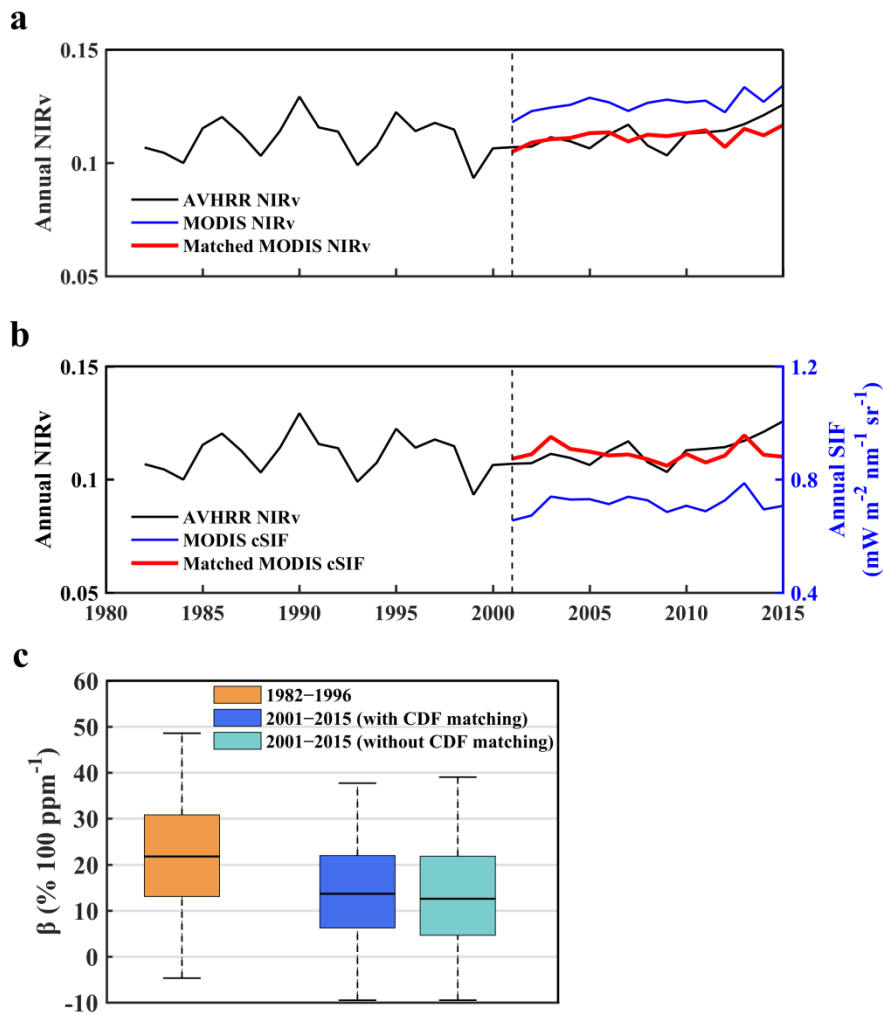 a
0.15
0.1
0.05
Annual NIRv
AVHRR NIRv
MODIS NIRv
Matched MODIS NIRv
b
0.15
0.1
0.05
Annual NIRv
AVHRR NIRv
MODIS cSIF
Matched MODIS cSIF
1.2
0.8
0.4
Annual SIF
(mW m⁻² nm⁻¹ sr⁻¹)
1980 1985 1990 1995 2000 2005 2010 2015
c
60
50
40
30
20
10
0
-10
β (% 100 ppm⁻¹)
1982−1996
2001−2015 (with CDF matching)
2001−2015 (without CDF matching)